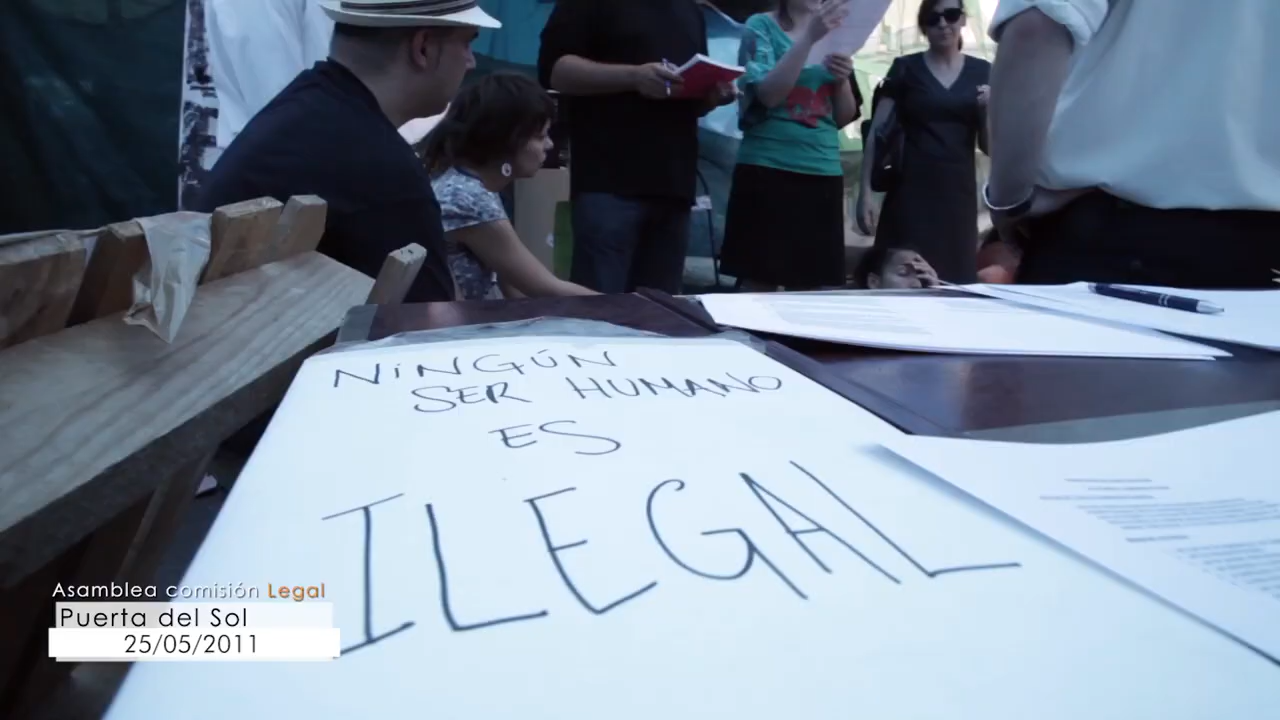 NiNGÚN
SER HUMANO
ES
ILEGAL
Asamblea comisión Legal
Puerta del Sol
25/05/2011